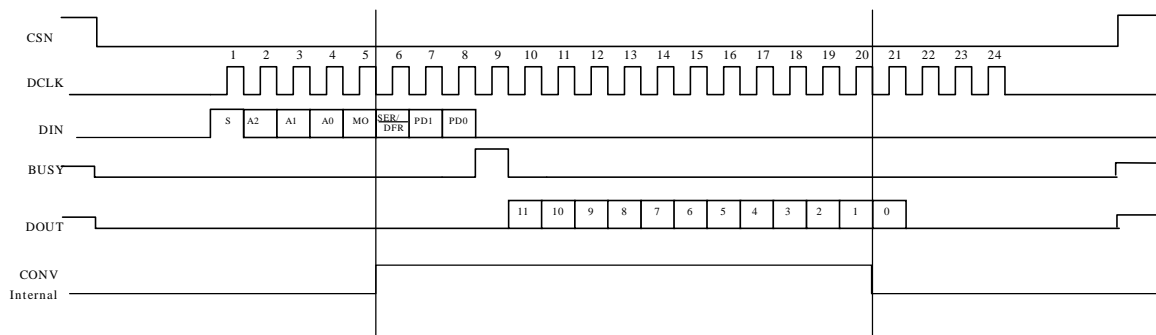 CSN
1 2 3 4 5 6 7 8 9 10 11 12 13 14 15 16 17 18 19 20 21 22 23 24
DCLK
DIN
S A2 A1 A0 MO SER/DFR PD1 PD0
BUSY
DOUT
11 10 9 8 7 6 5 4 3 2 1 0
CONV
Internal